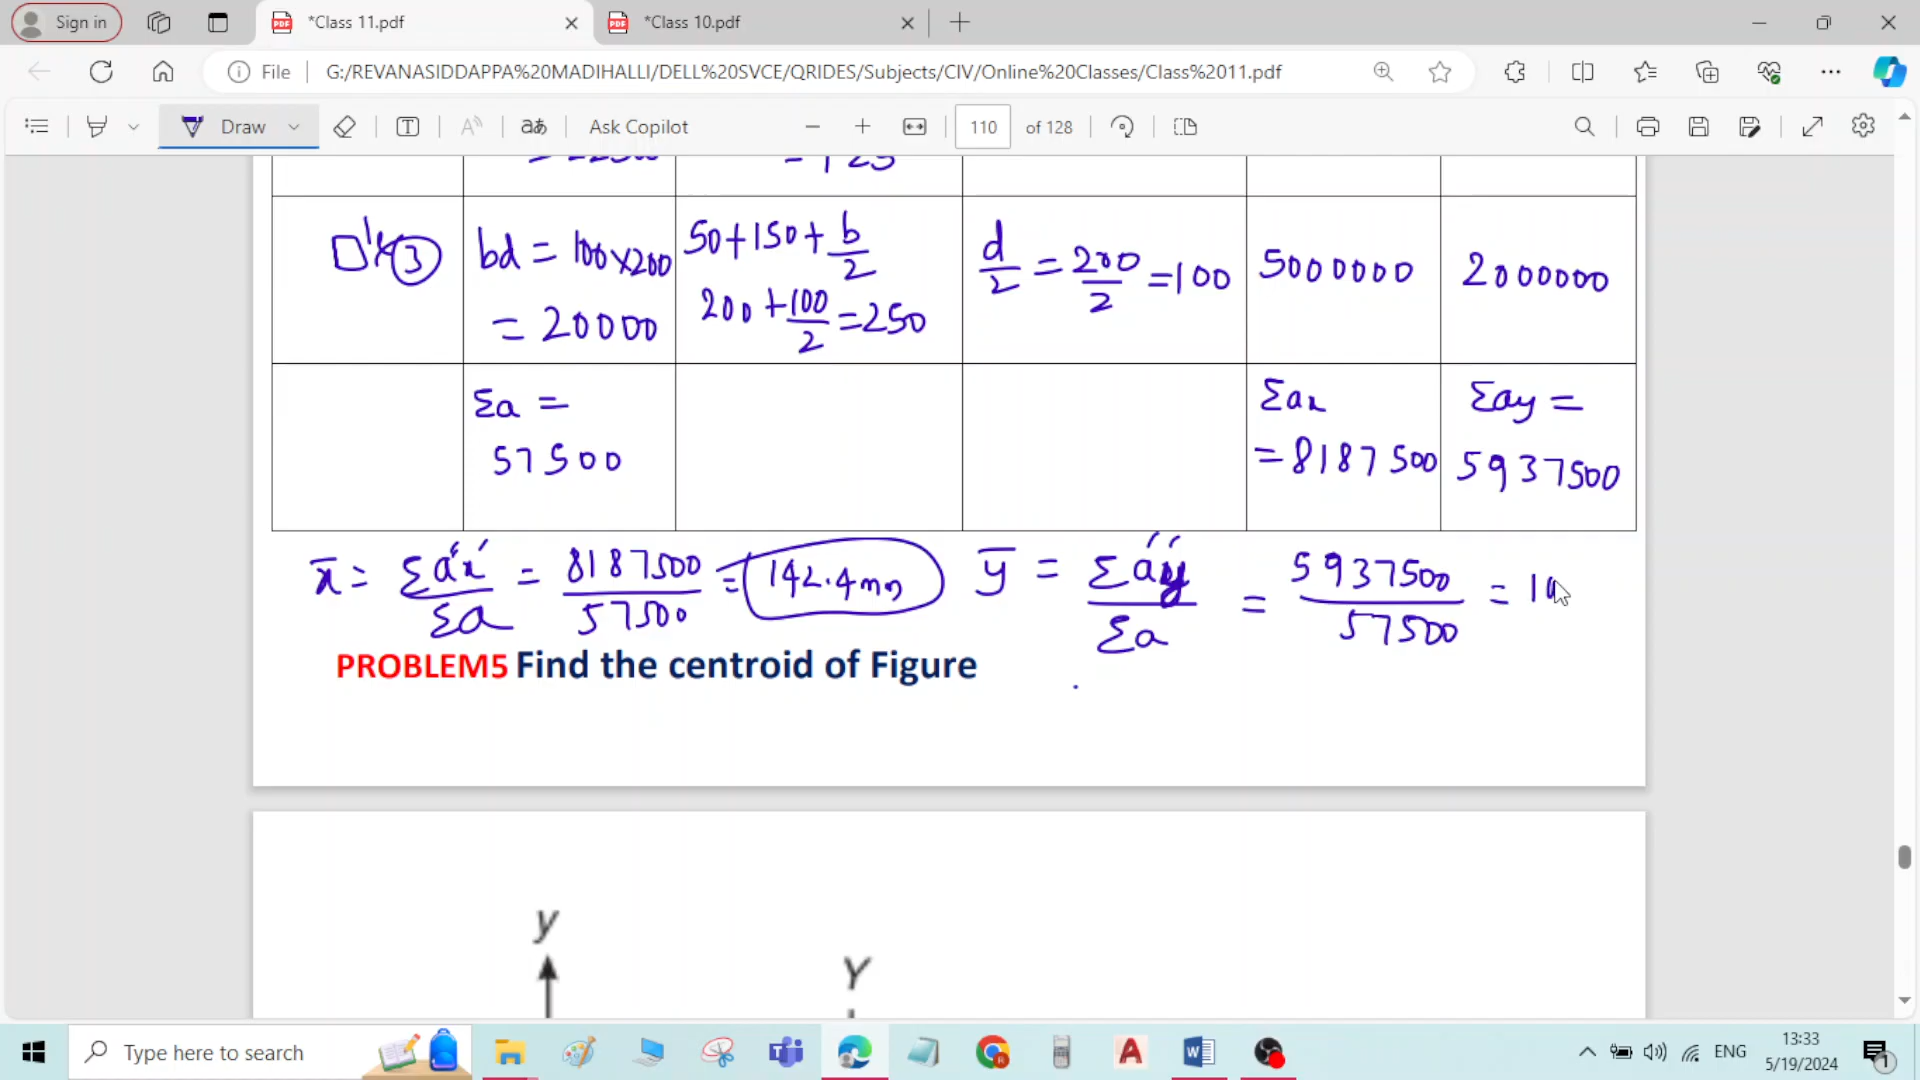 Sign in
*Class 11.pdf
*Class 10.pdf
File
G:/REVANASIDDAPPA%20MADIHALLI/DELL%20SVCE/QRIDES/Subjects/CIV/Online%20Classes/Class%2011.pdf
Draw
Ask Copilot
110 of 128
= 125
3
bd = 100×200
= 20000
50+150+b/2
200+100/2=250
d/2 = 200/2 =100
5000000
2000000
Σa =
57500
Σax
= 8187500
Σay =
5937500
x̄ = Σa'x'/Σa = 8187500/57500 = 142.4mm
ȳ = Σa'y'/Σa = 5937500/57500 = 10
PROBLEM5 Find the centroid of Figure
y
Y
Type here to search
ENG
13:33
5/19/2024
1